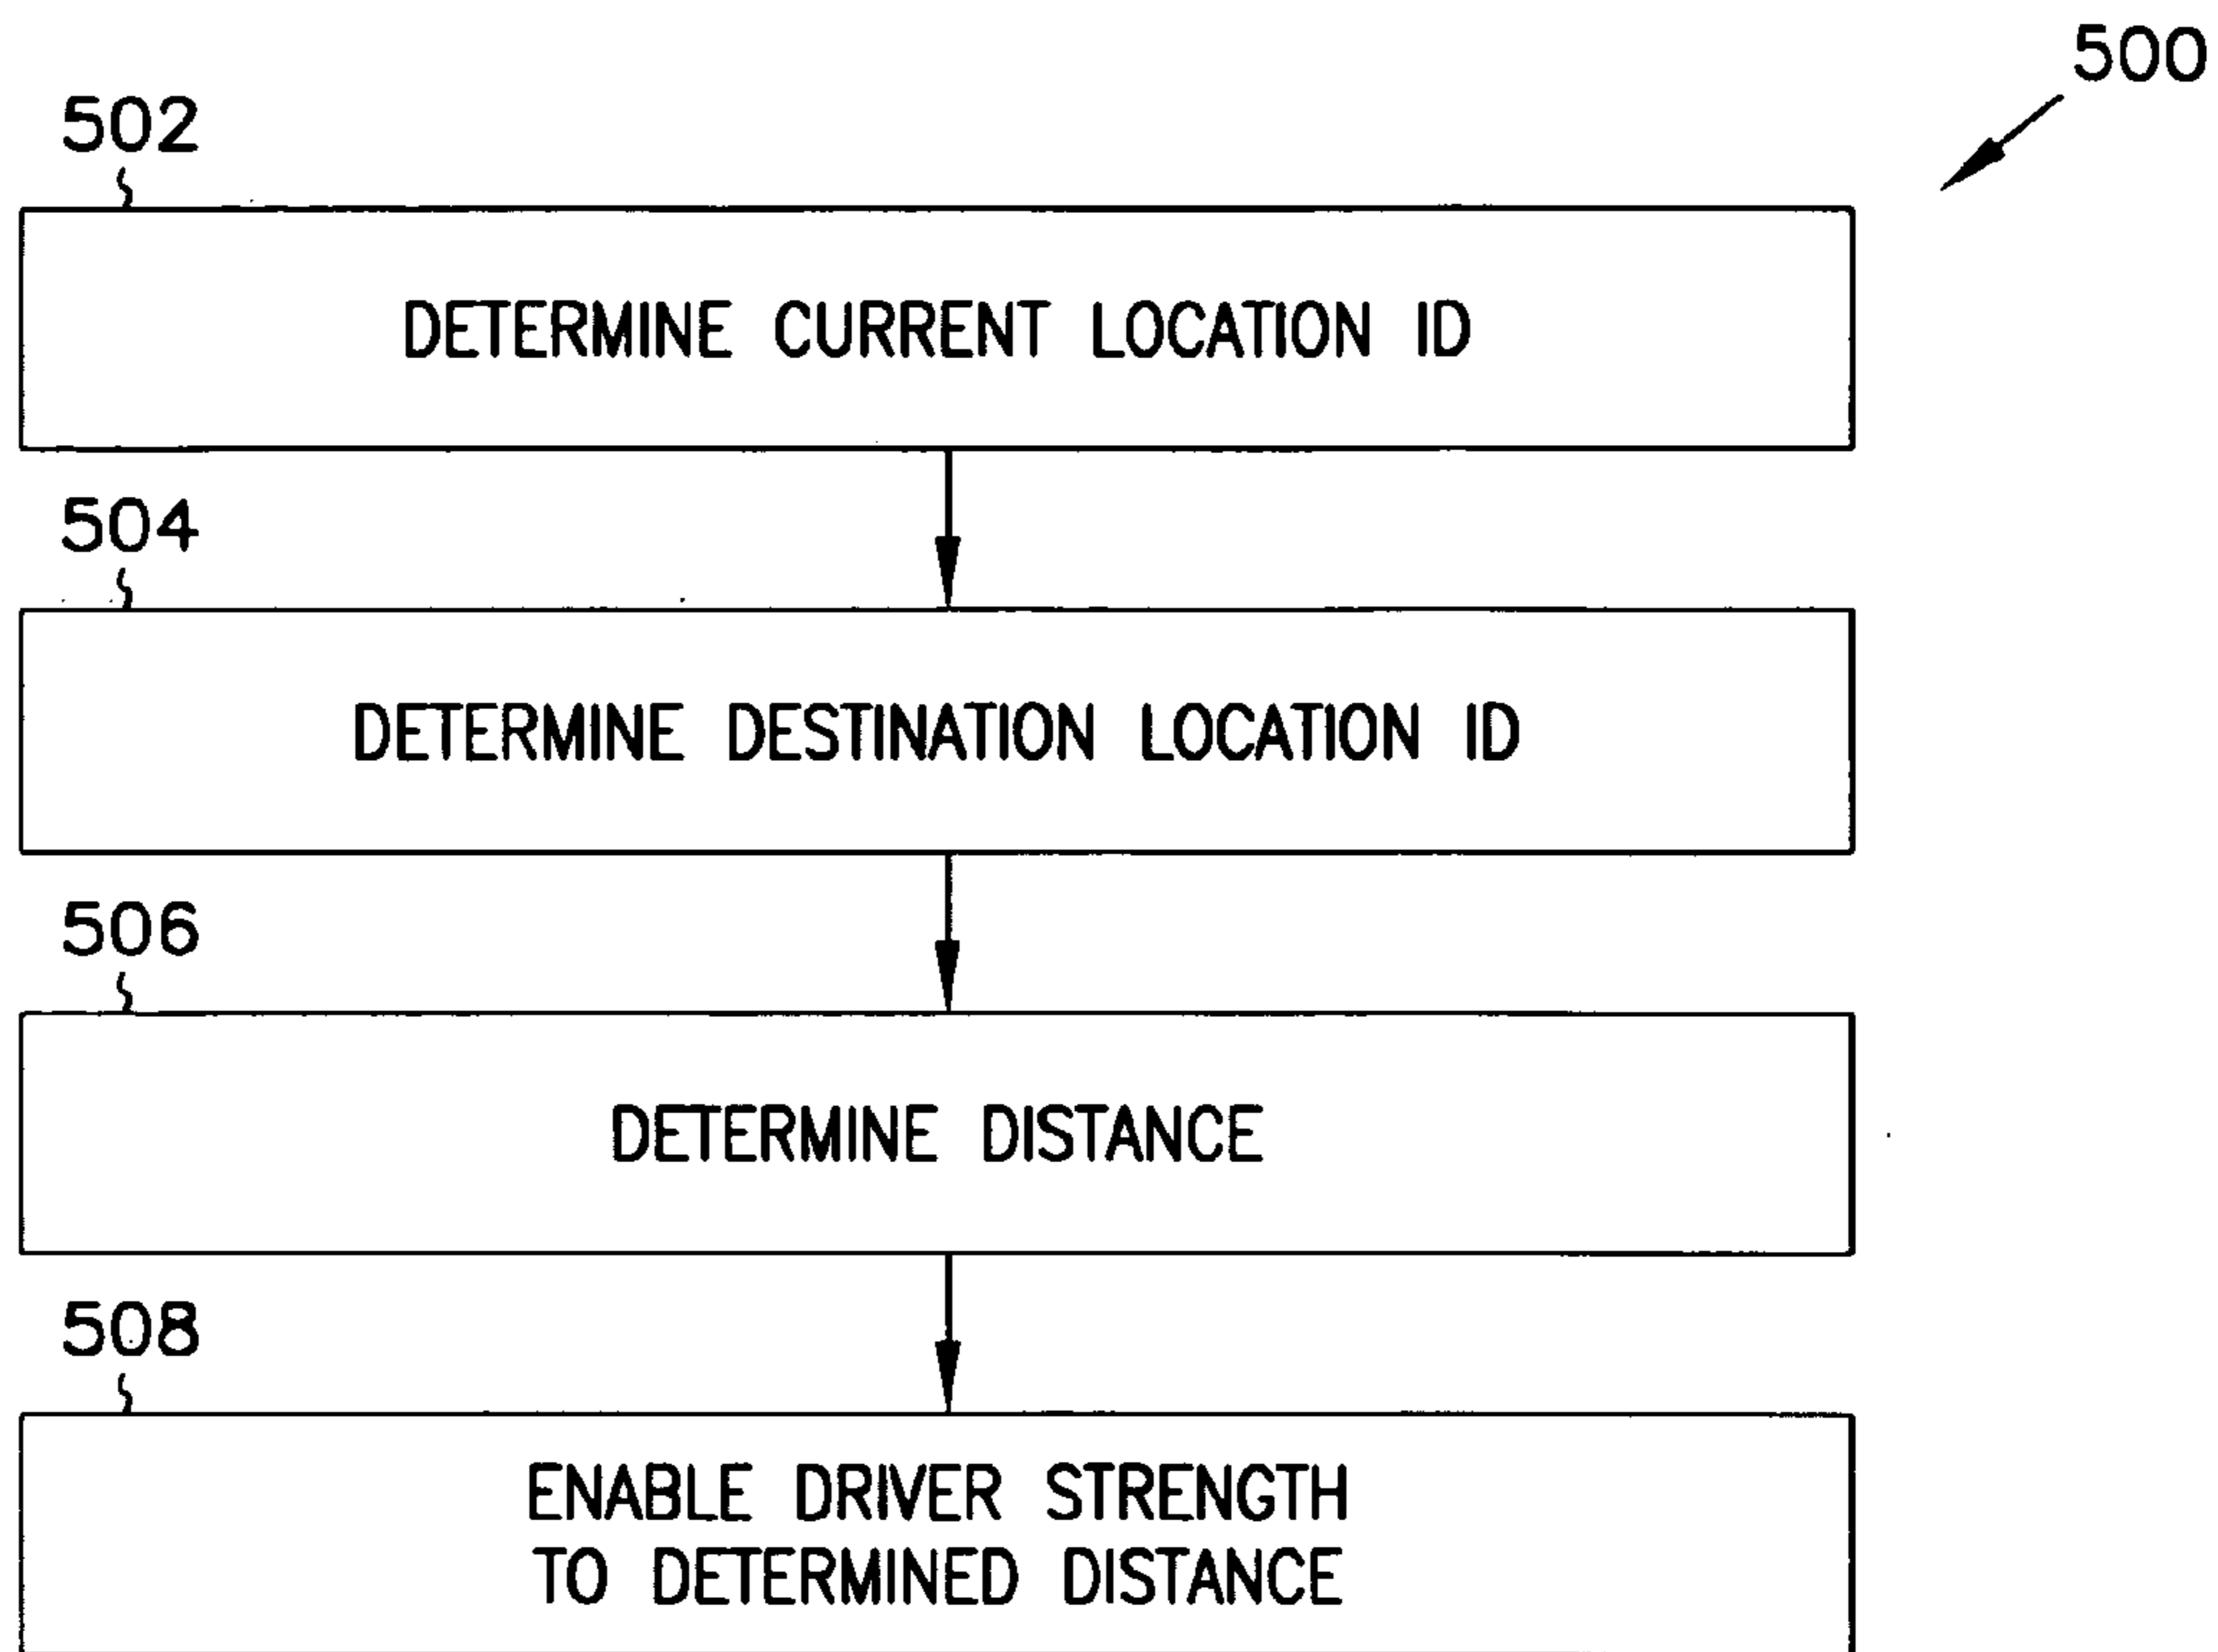 500
502
DETERMINE CURRENT LOCATION ID
504
DETERMINE DESTINATION LOCATION ID
506
DETERMINE DISTANCE
508
ENABLE DRIVER STRENGTH
TO DETERMINED DISTANCE